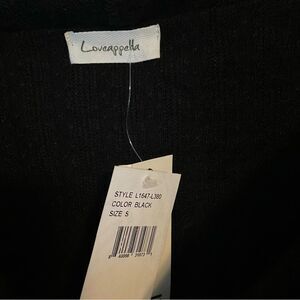 Loveappella
STYLE L1647-L380
COLOR BLACK
SIZE S